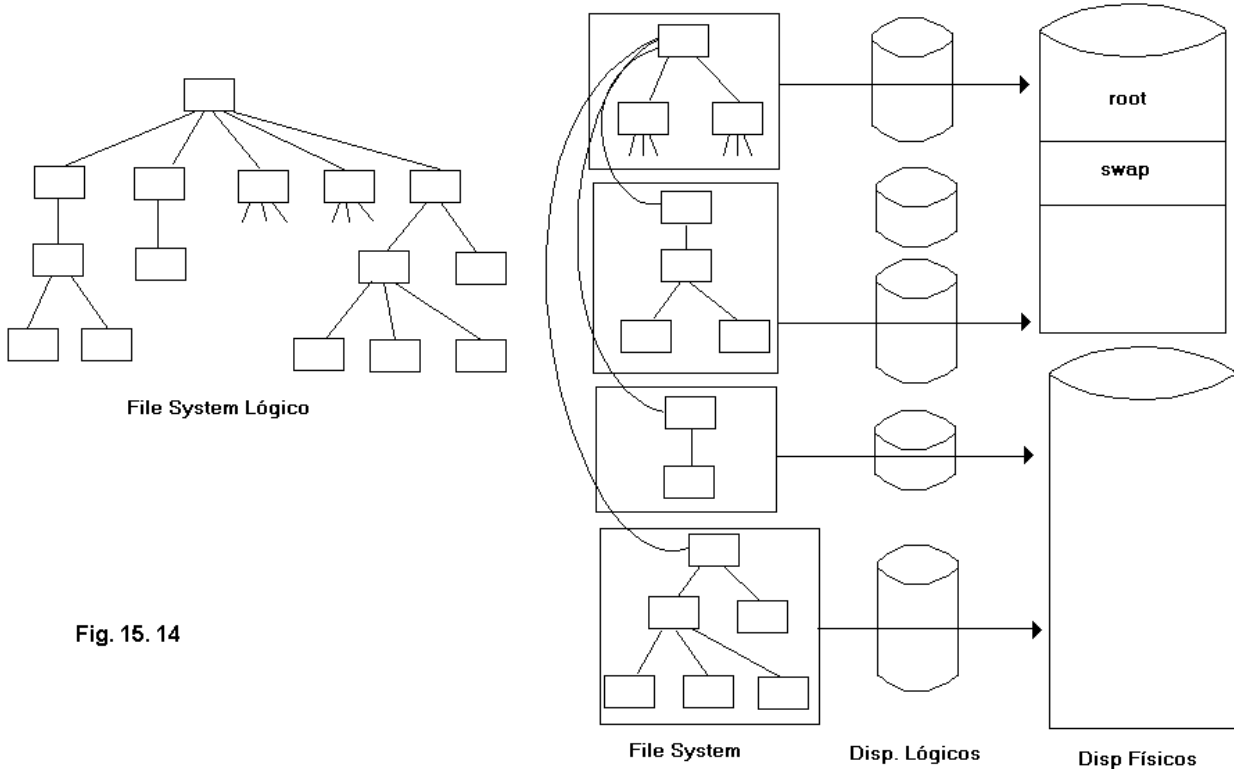 root
swap
File System Lógico
Fig. 15. 14
File System
Disp. Lógicos
Disp Físicos